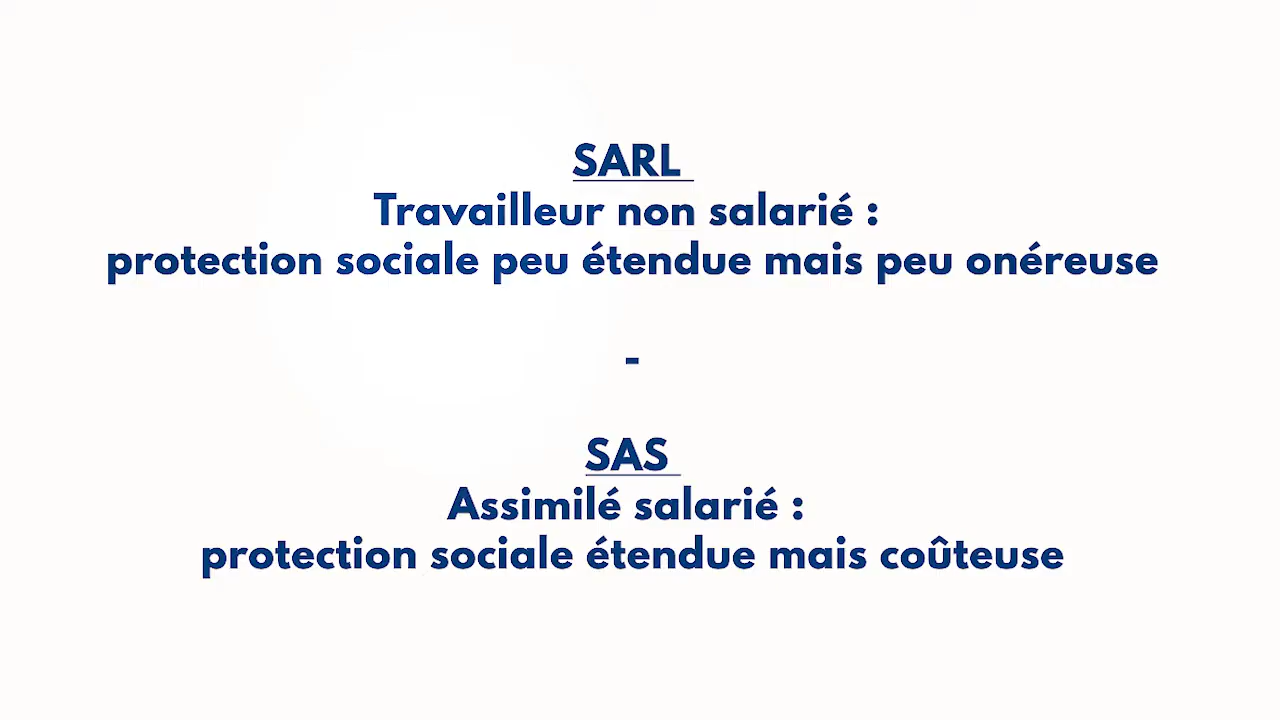 SARL
Travailleur non salarié :
protection sociale peu étendue mais peu onéreuse
-
SAS
Assimilé salarié :
protection sociale étendue mais coûteuse